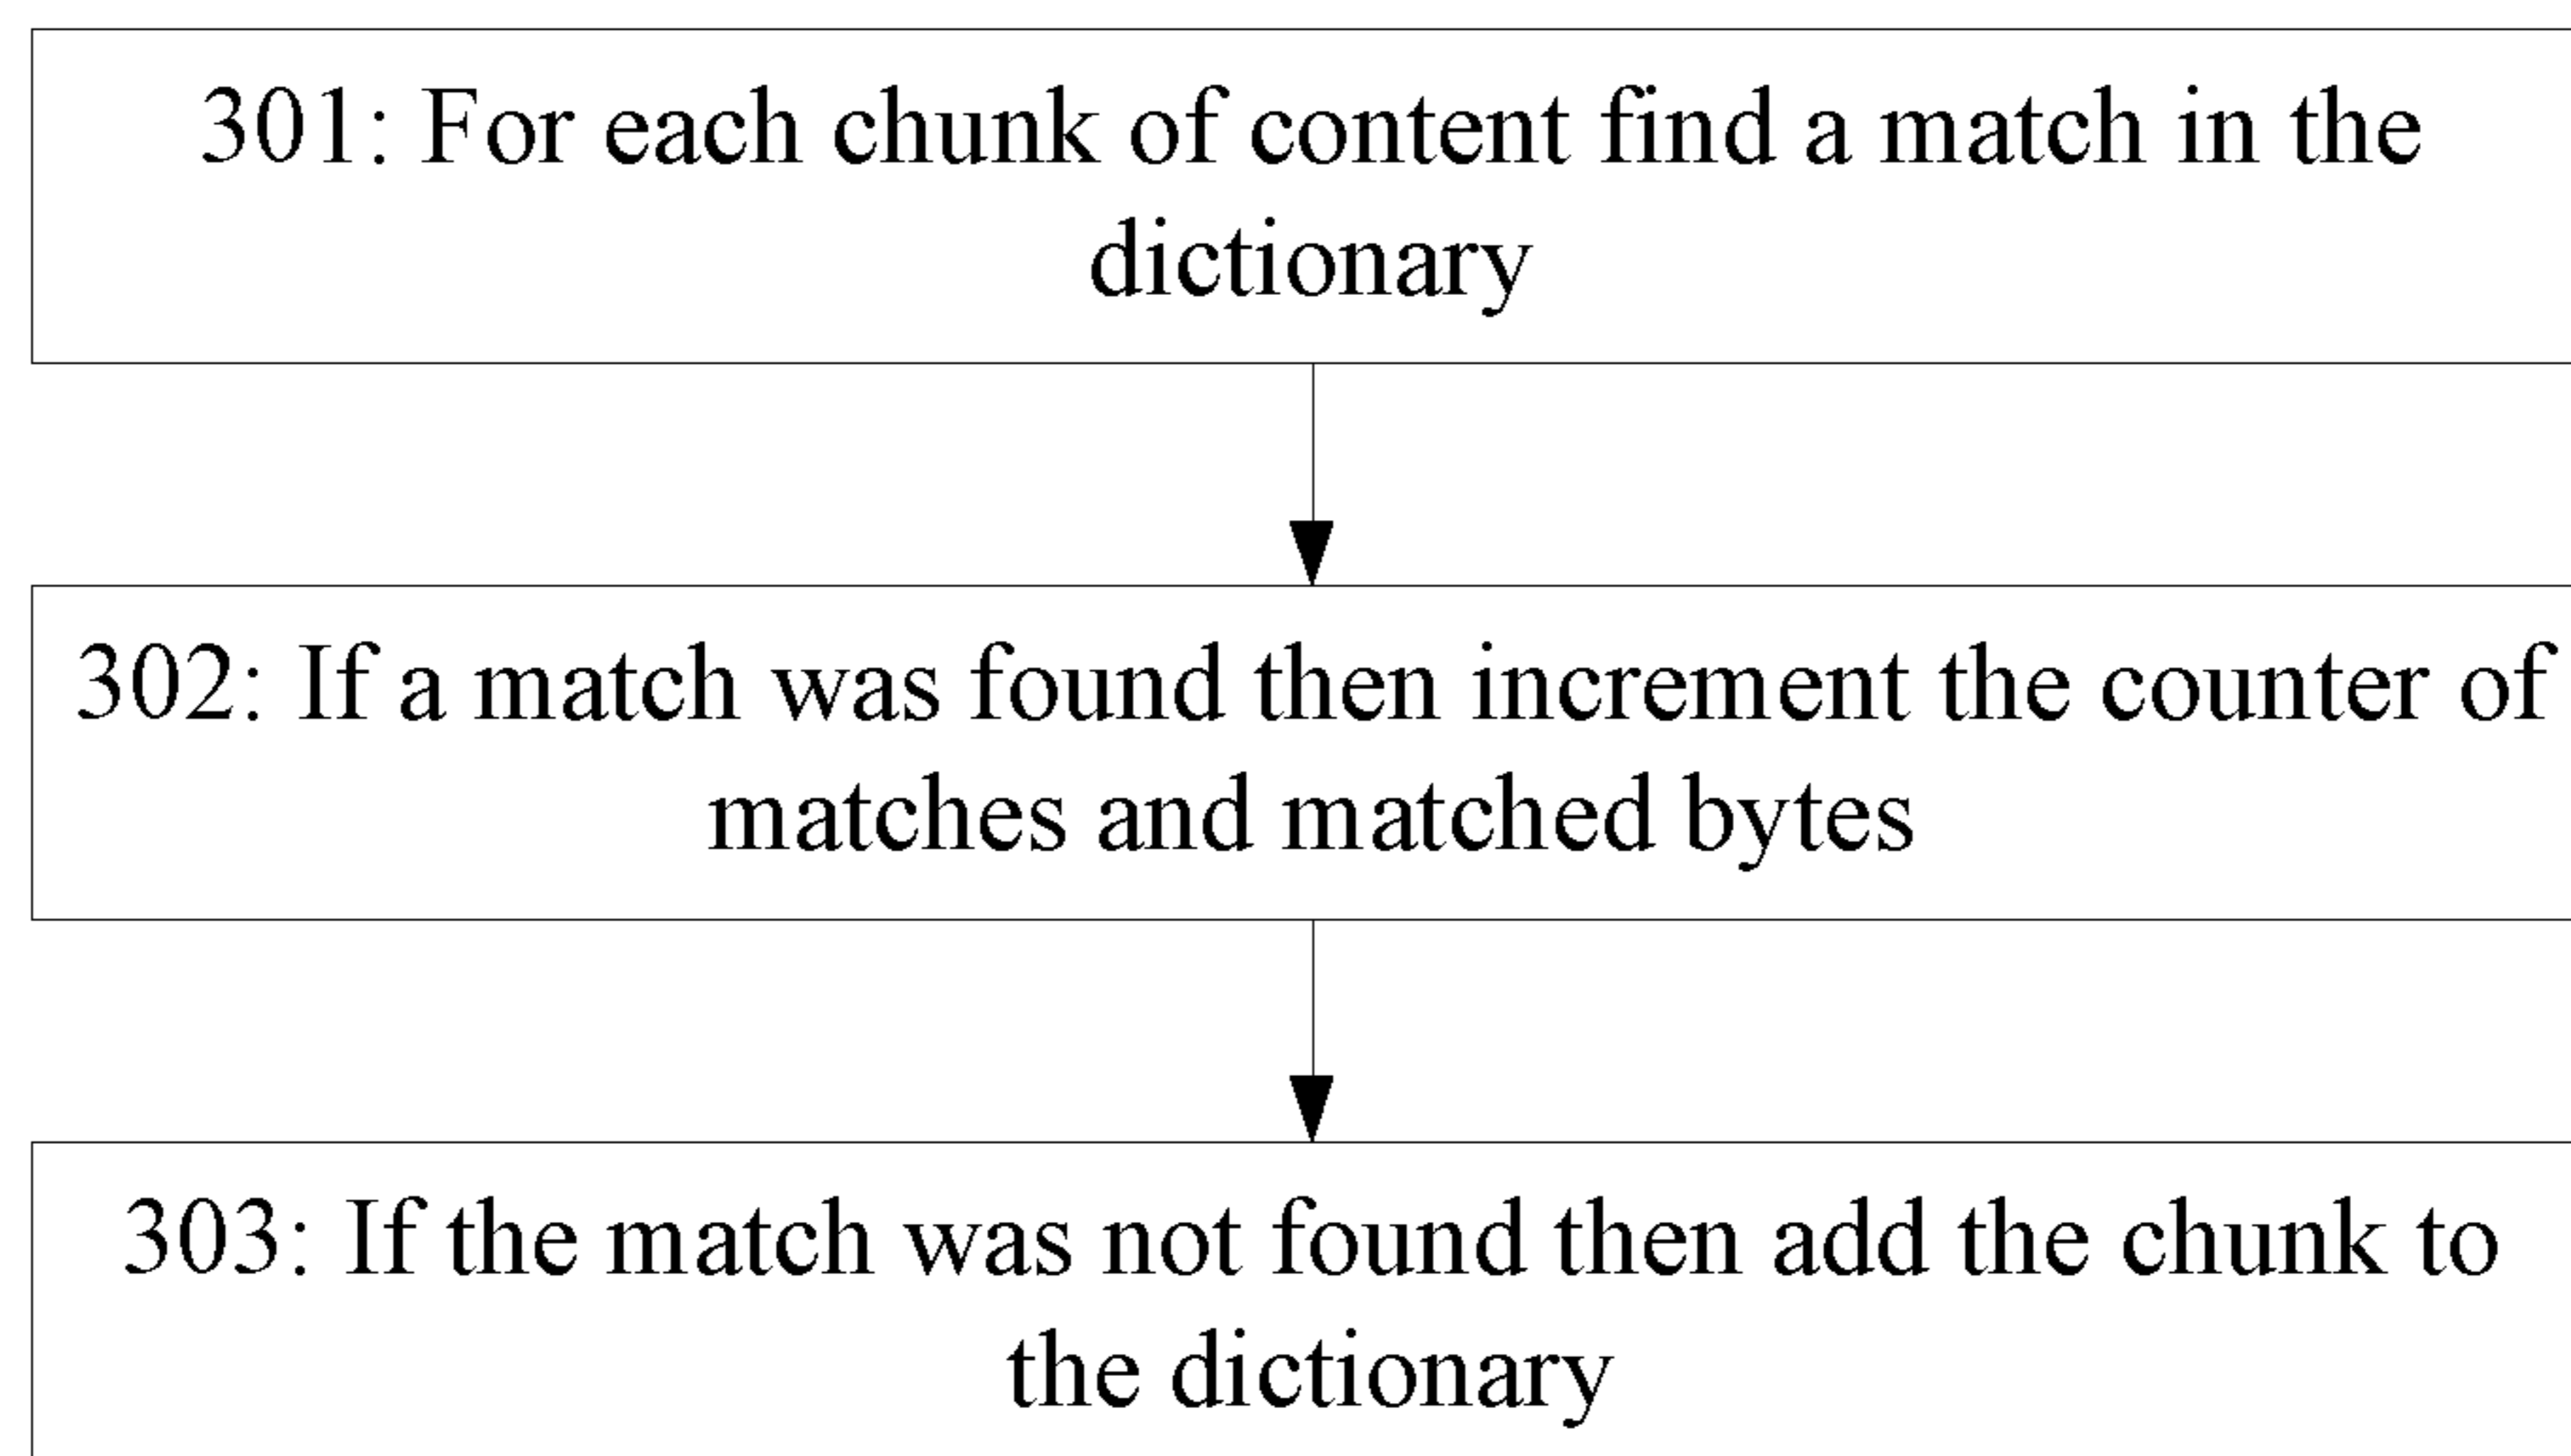 301: For each chunk of content find a match in the
dictionary
302: If a match was found then increment the counter of
matches and matched bytes
303: If the match was not found then add the chunk to
the dictionary